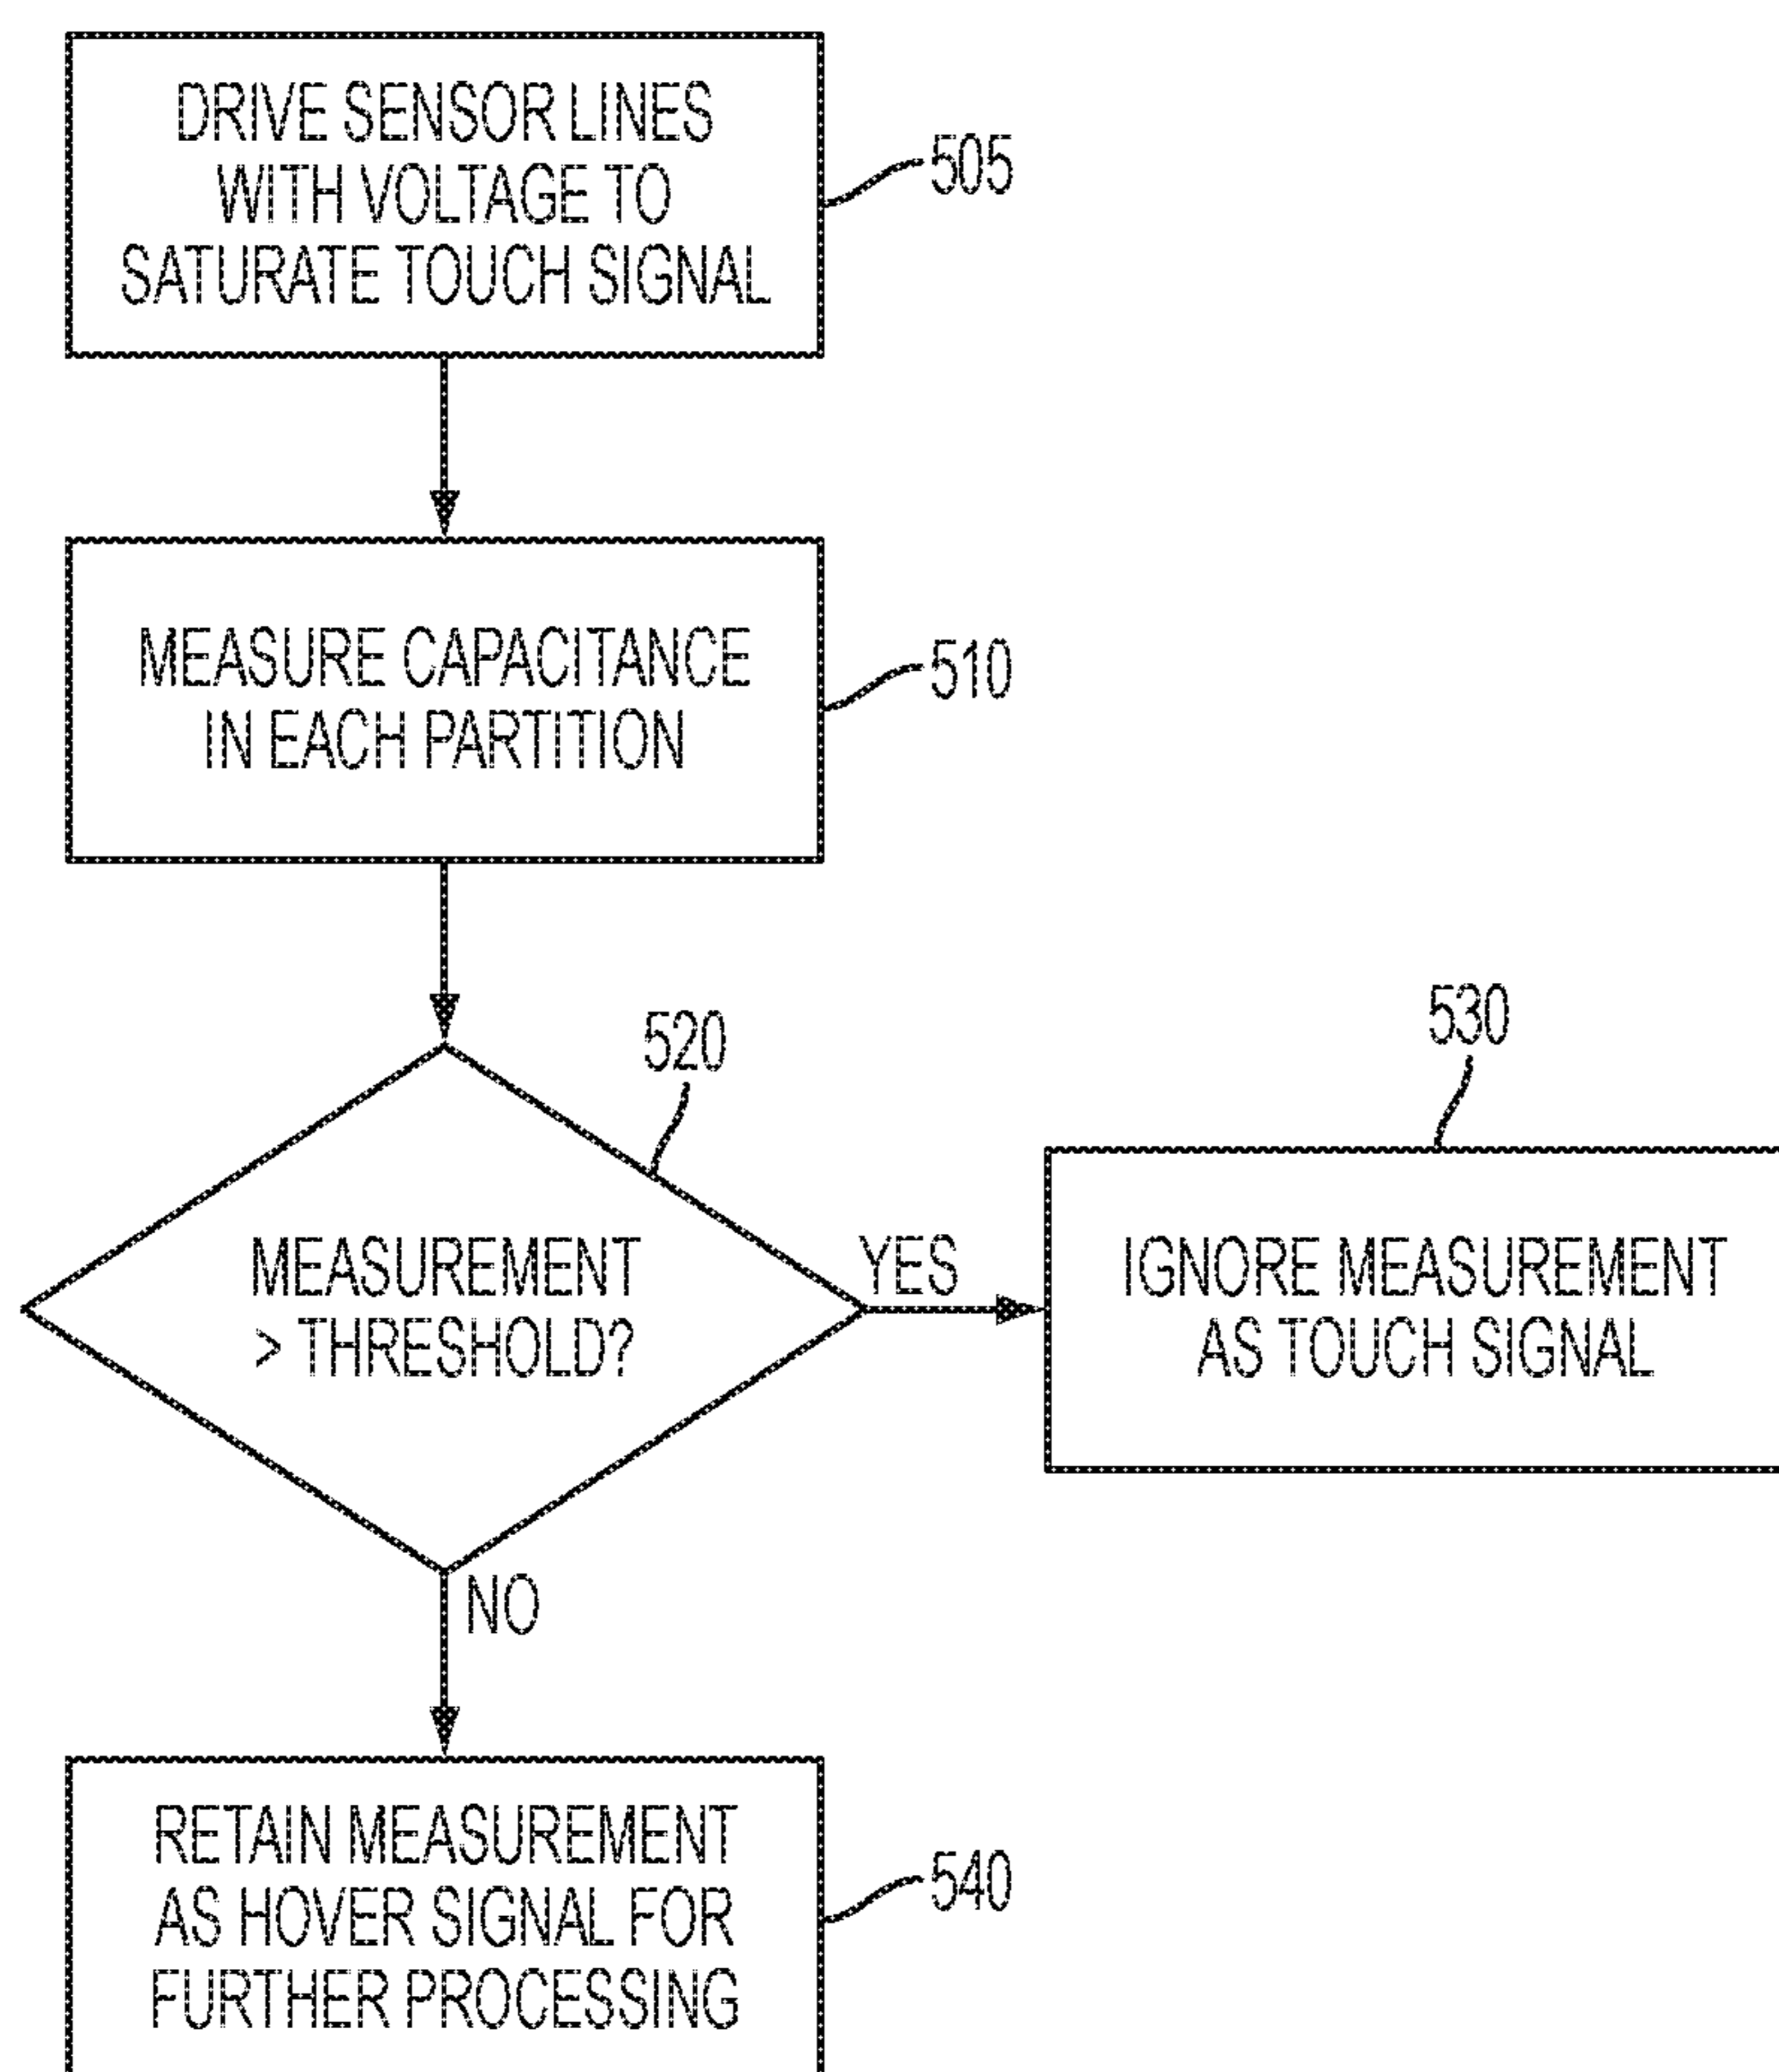 DRIVE SENSOR LINES
WITH VOLTAGE TO
SATURATE TOUCH SIGNAL
505
MEASURE CAPACITANCE
IN EACH PARTITION
510
520
530
MEASUREMENT
> THRESHOLD?
YES
IGNORE MEASUREMENT
AS TOUCH SIGNAL
NO
RETAIN MEASUREMENT
AS HOVER SIGNAL FOR
FURTHER PROCESSING
540